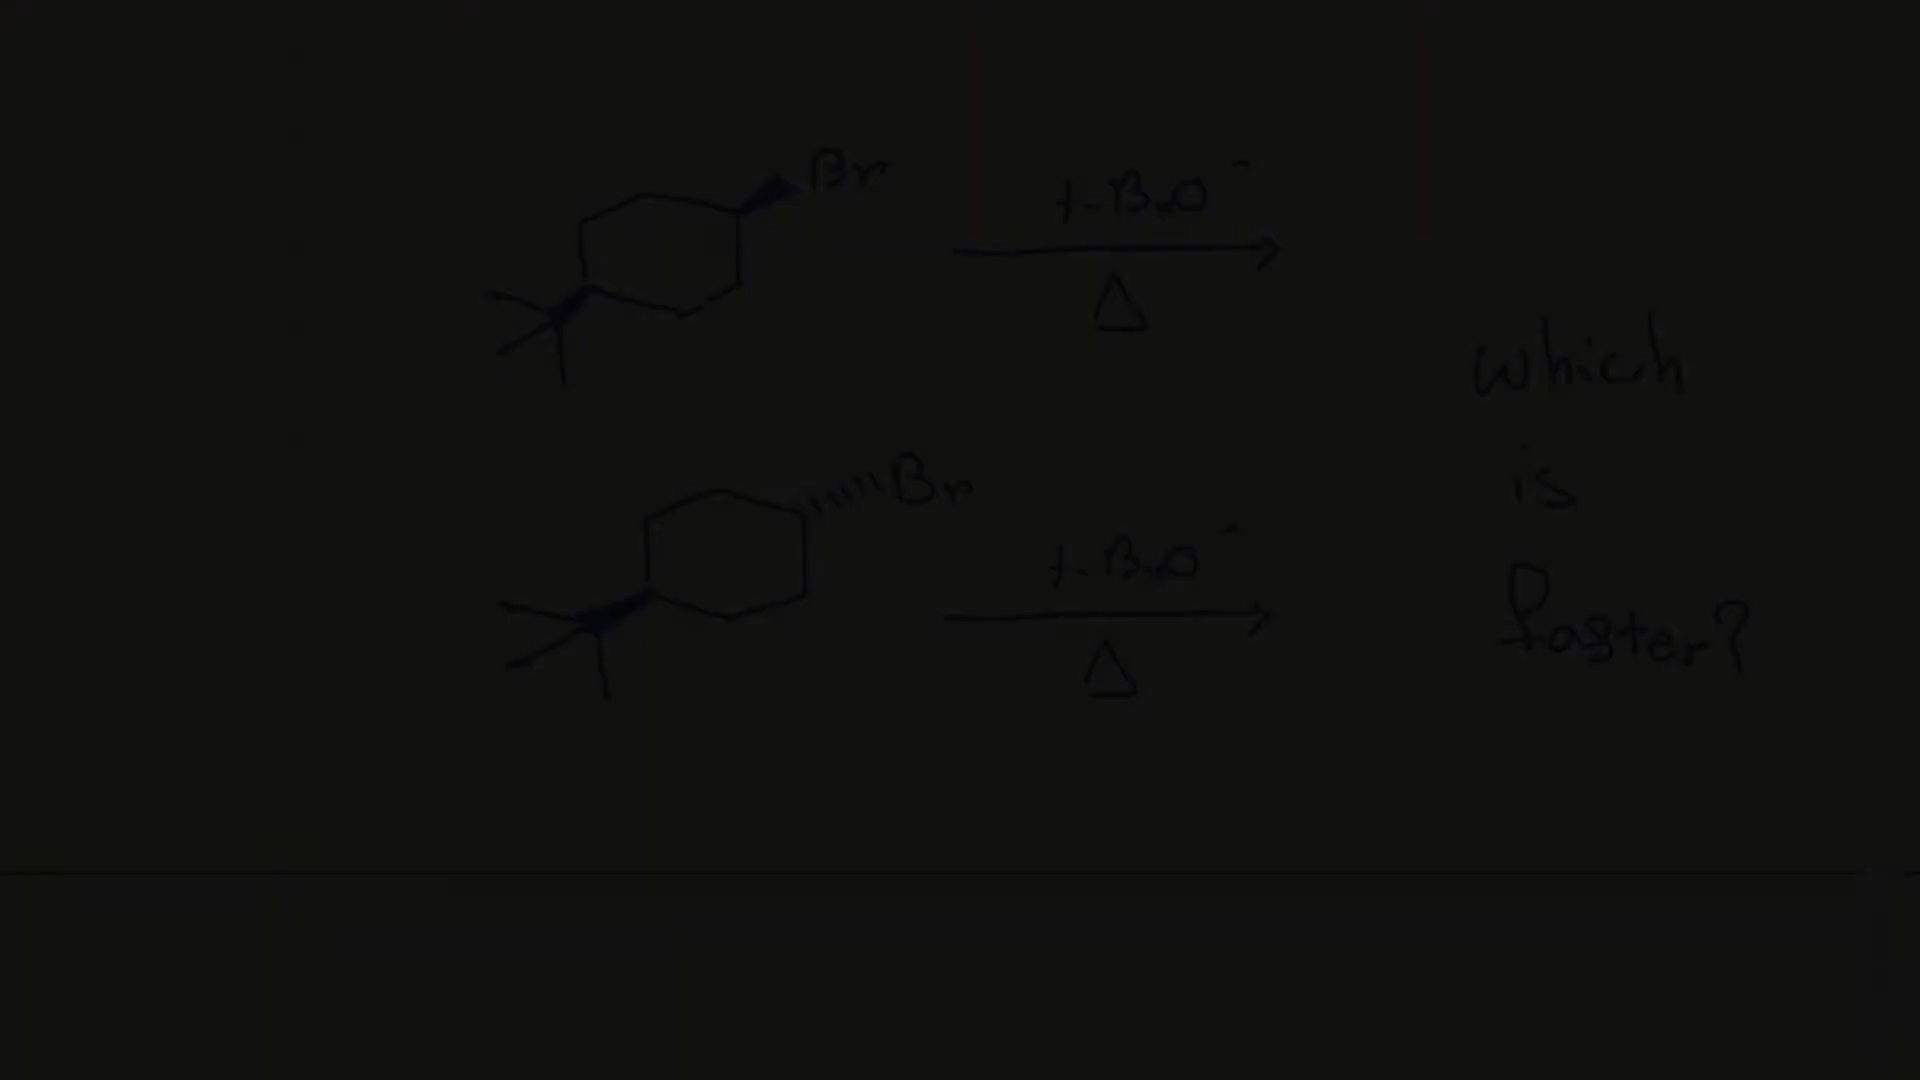 Br
t-BuO⁻
Δ
Br
t-BuO⁻
Δ
which
is
faster?